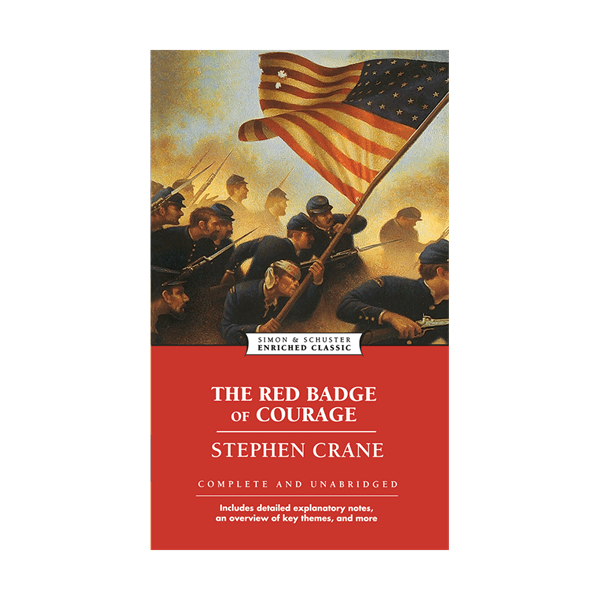 SIMON & SCHUSTER
ENRICHED CLASSIC
THE RED BADGE
OF COURAGE
STEPHEN CRANE
COMPLETE AND UNABRIDGED
Includes detailed explanatory notes,
an overview of key themes, and more